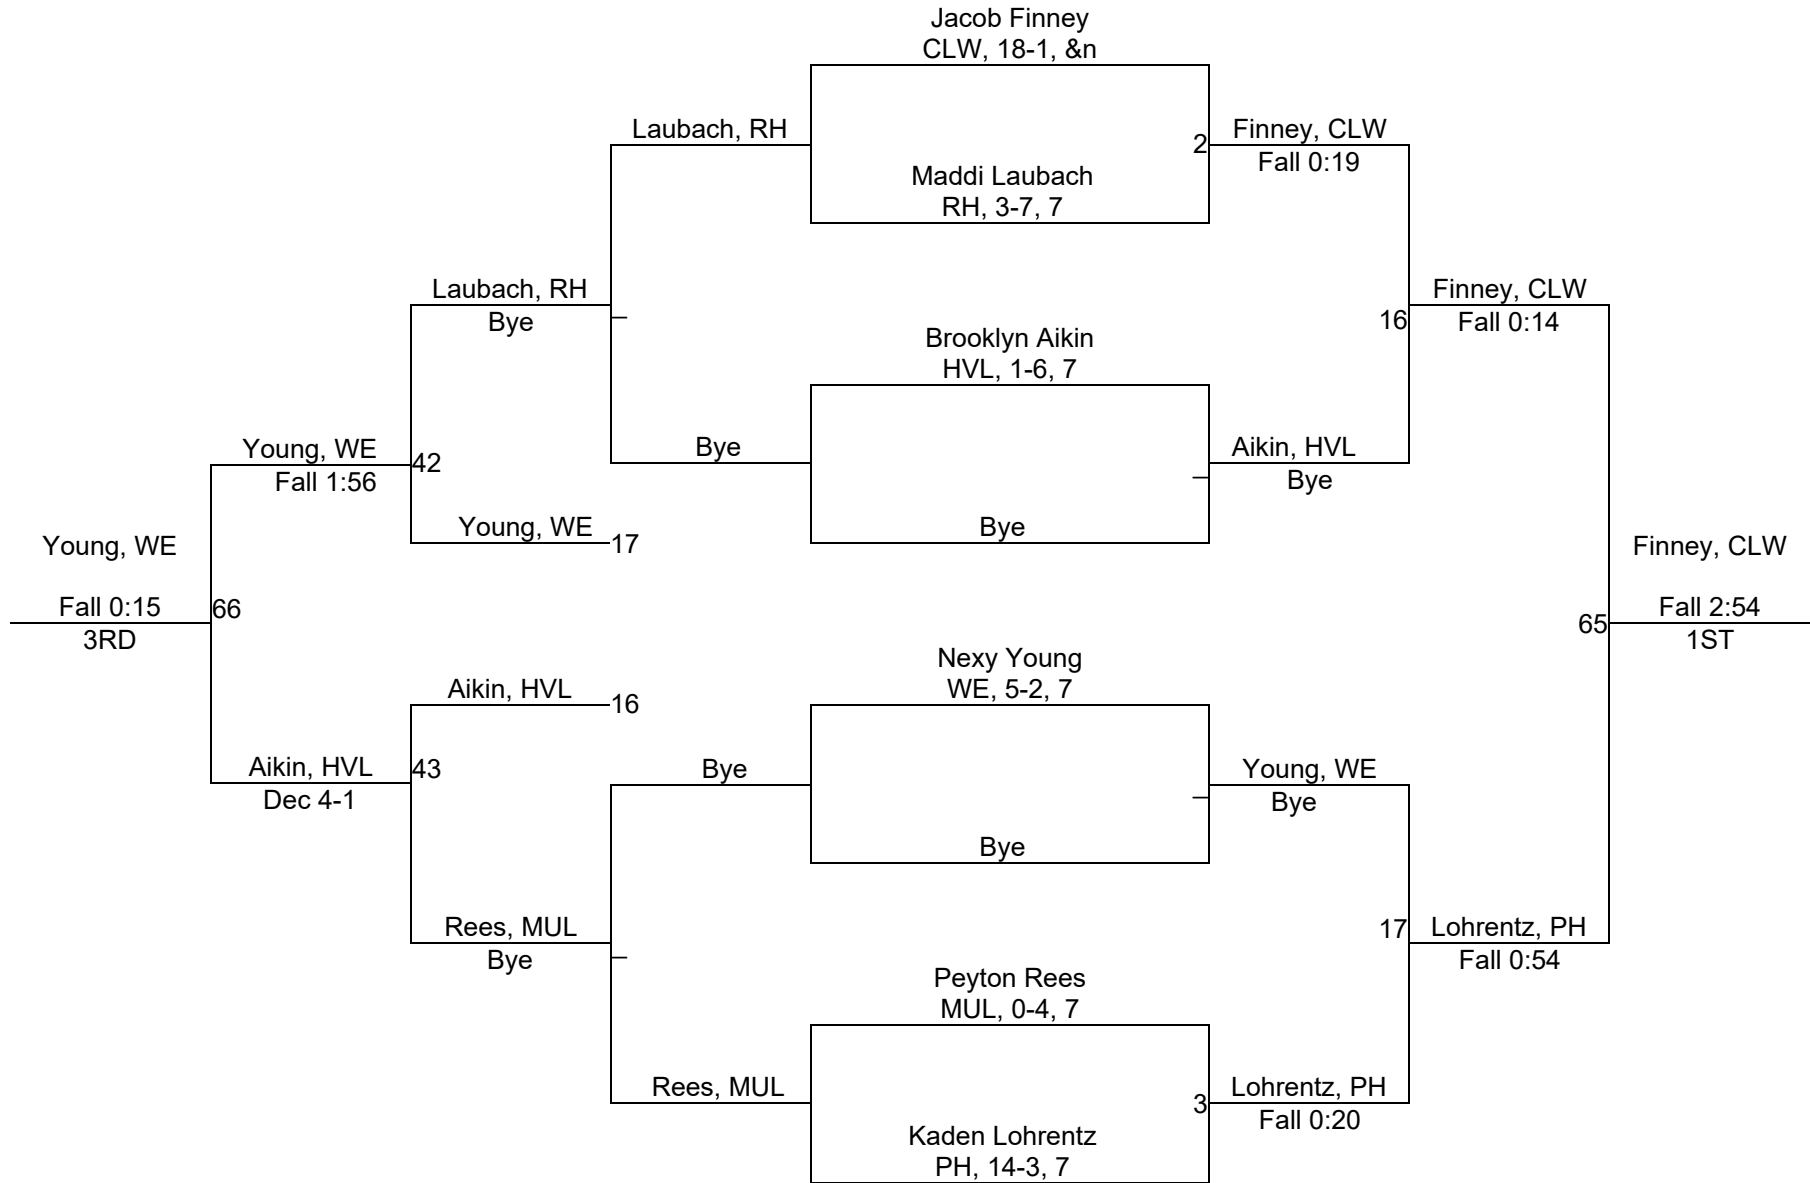 Jacob Finney
CLW, 18-1, &n
Laubach, RH
2
Finney, CLW
Fall 0:19
Maddi Laubach
RH, 3-7, 7
Laubach, RH
Bye
Finney, CLW
16
Fall 0:14
Brooklyn Aikin
HVL, 1-6, 7
Young, WE
42
Fall 1:56
Bye
Aikin, HVL
Bye
Young, WE
17
Bye
Young, WE
Fall 0:15
66
3RD
Finney, CLW
65
Fall 2:54
1ST
Nexy Young
WE, 5-2, 7
Aikin, HVL
16
Aikin, HVL
43
Dec 4-1
Bye
Young, WE
Bye
Bye
Rees, MUL
Bye
17
Lohrentz, PH
Fall 0:54
Peyton Rees
MUL, 0-4, 7
Rees, MUL
3
Lohrentz, PH
Fall 0:20
Kaden Lohrentz
PH, 14-3, 7